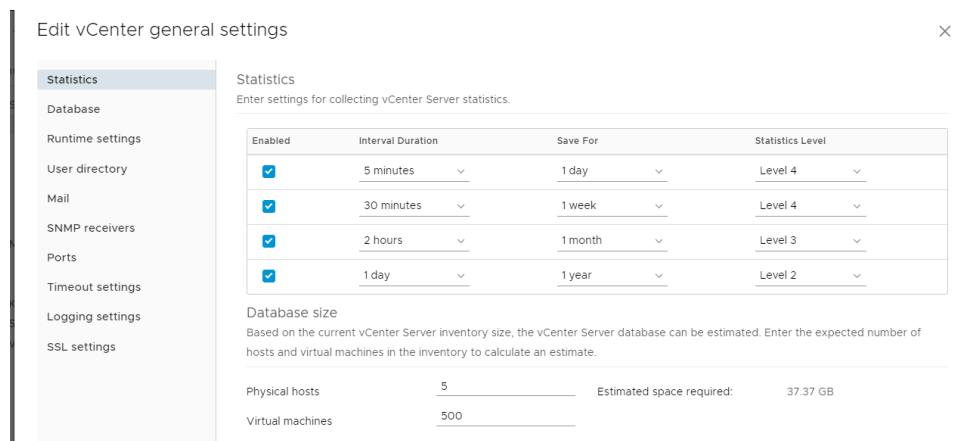 Edit vCenter general settings
Statistics
Database
Runtime settings
User directory
Mail
SNMP receivers
Ports
Timeout settings
Logging settings
SSL settings
Statistics
Enter settings for collecting vCenter Server statistics.
Enabled Interval Duration Save For Statistics Level
5 minutes 1 day Level 4
30 minutes 1 week Level 4
2 hours 1 month Level 3
1 day 1 year Level 2
Database size
Based on the current vCenter Server inventory size, the vCenter Server database can be estimated. Enter the expected number of
hosts and virtual machines in the inventory to calculate an estimate.
Physical hosts 5 Estimated space required: 37.37 GB
Virtual machines 500